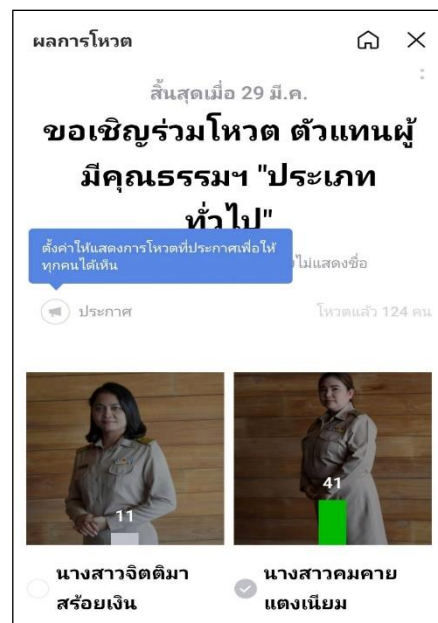 ผลการโหวต
สิ้นสุดเมื่อ 29 มี.ค.
ขอเชิญร่วมโหวต ตัวแทนผู้
มีคุณธรรมฯ "ประเภท
ทั่วไป"
ตั้งค่าให้แสดงการโหวตที่ประกาศเพื่อให้
ทุกคนได้เห็น
ไม่แสดงชื่อ
ประกาศ
โหวตแล้ว 124 คน
11
41
นางสาวจิตติมา
สร้อยเงิน
นางสาวคมคาย
แตงเนียม